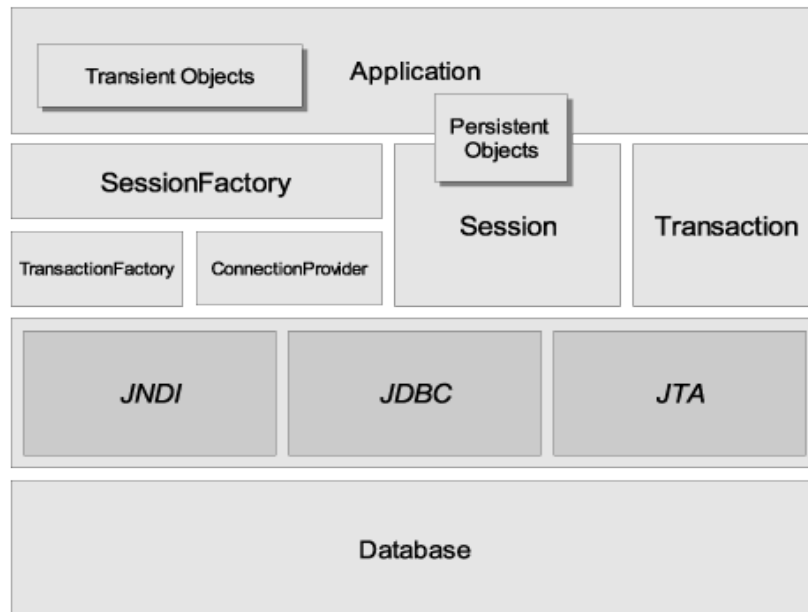 Transient Objects
Application
Persistent
Objects
SessionFactory
Session
Transaction
TransactionFactory
ConnectionProvider
JNDI
JDBC
JTA
Database